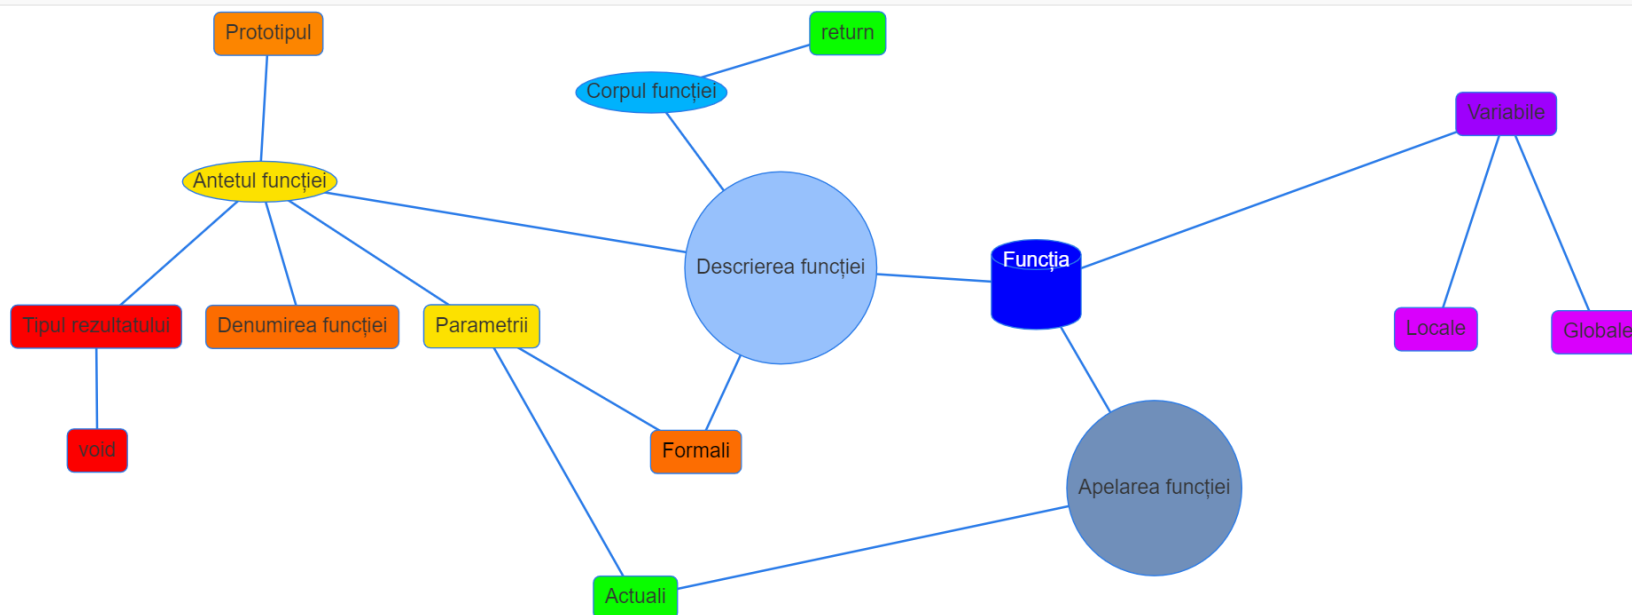 Prototipul
return
Corpul funcției
Variabile
Antetul funcției
Descrierea funcției
Funcția
Tipul rezultatului
Denumirea funcției
Parametrii
Locale
Globale
void
Formali
Apelarea funcției
Actuali